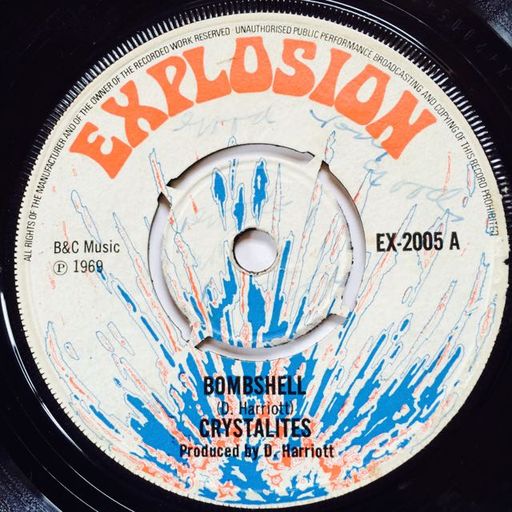 ALL RIGHTS OF THE MANUFACTURER AND OF THE OWNER OF THE RECORDED WORK RESERVED · UNAUTHORISED PUBLIC PERFORMANCE BROADCASTING AND COPYING OF THIS RECORD PROHIBITED
EXPLOSION
B&C Music
℗ 1969
EX-2005 A
BOMBSHELL
(D. Harriott)
CRYSTALITES
Produced by D. Harriott